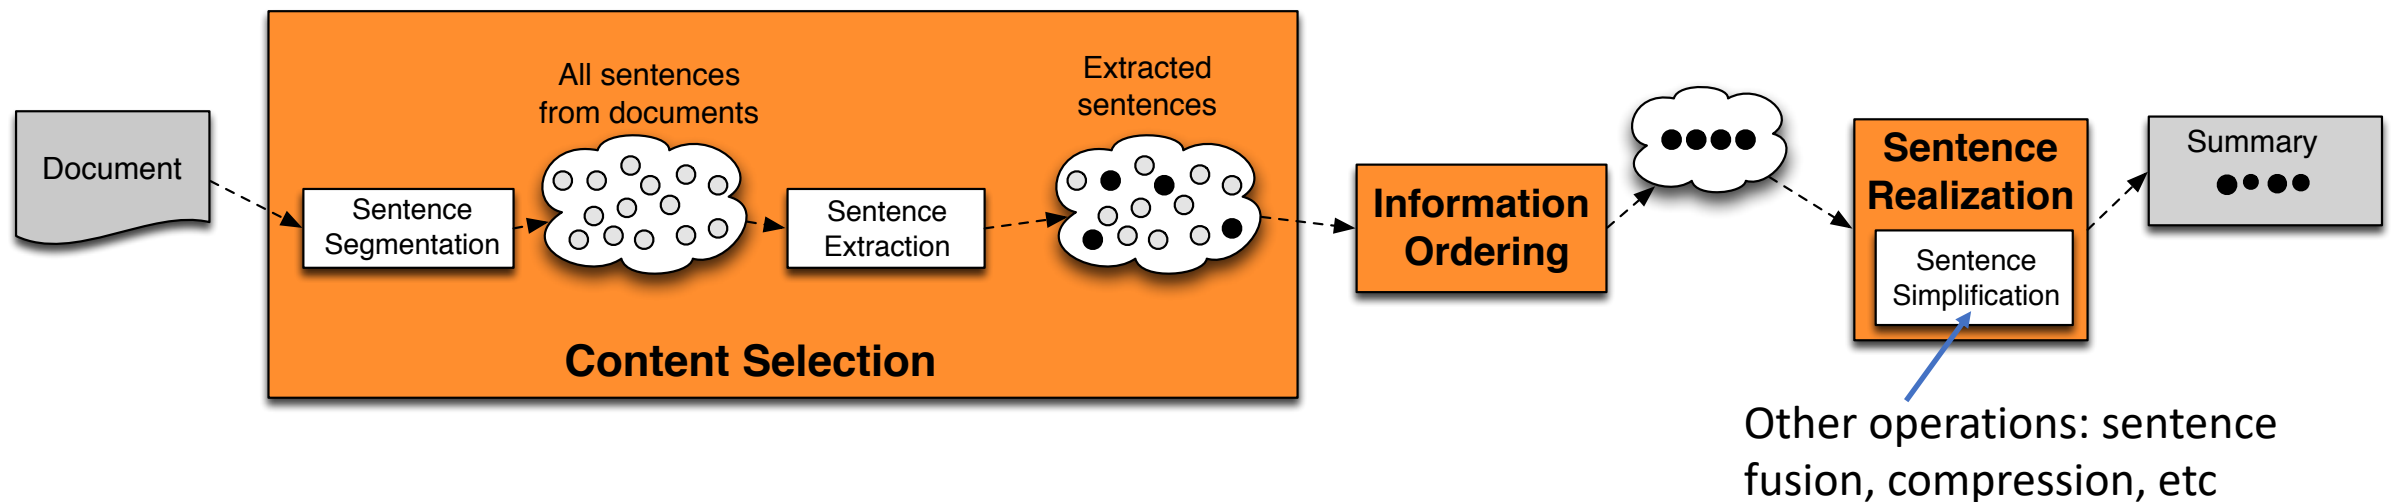 Document
Sentence
Segmentation
All sentences
from documents
Sentence
Extraction
Extracted
sentences
Content Selection
Information
Ordering
Sentence
Realization
Sentence
Simplification
Summary
Other operations: sentence
fusion, compression, etc